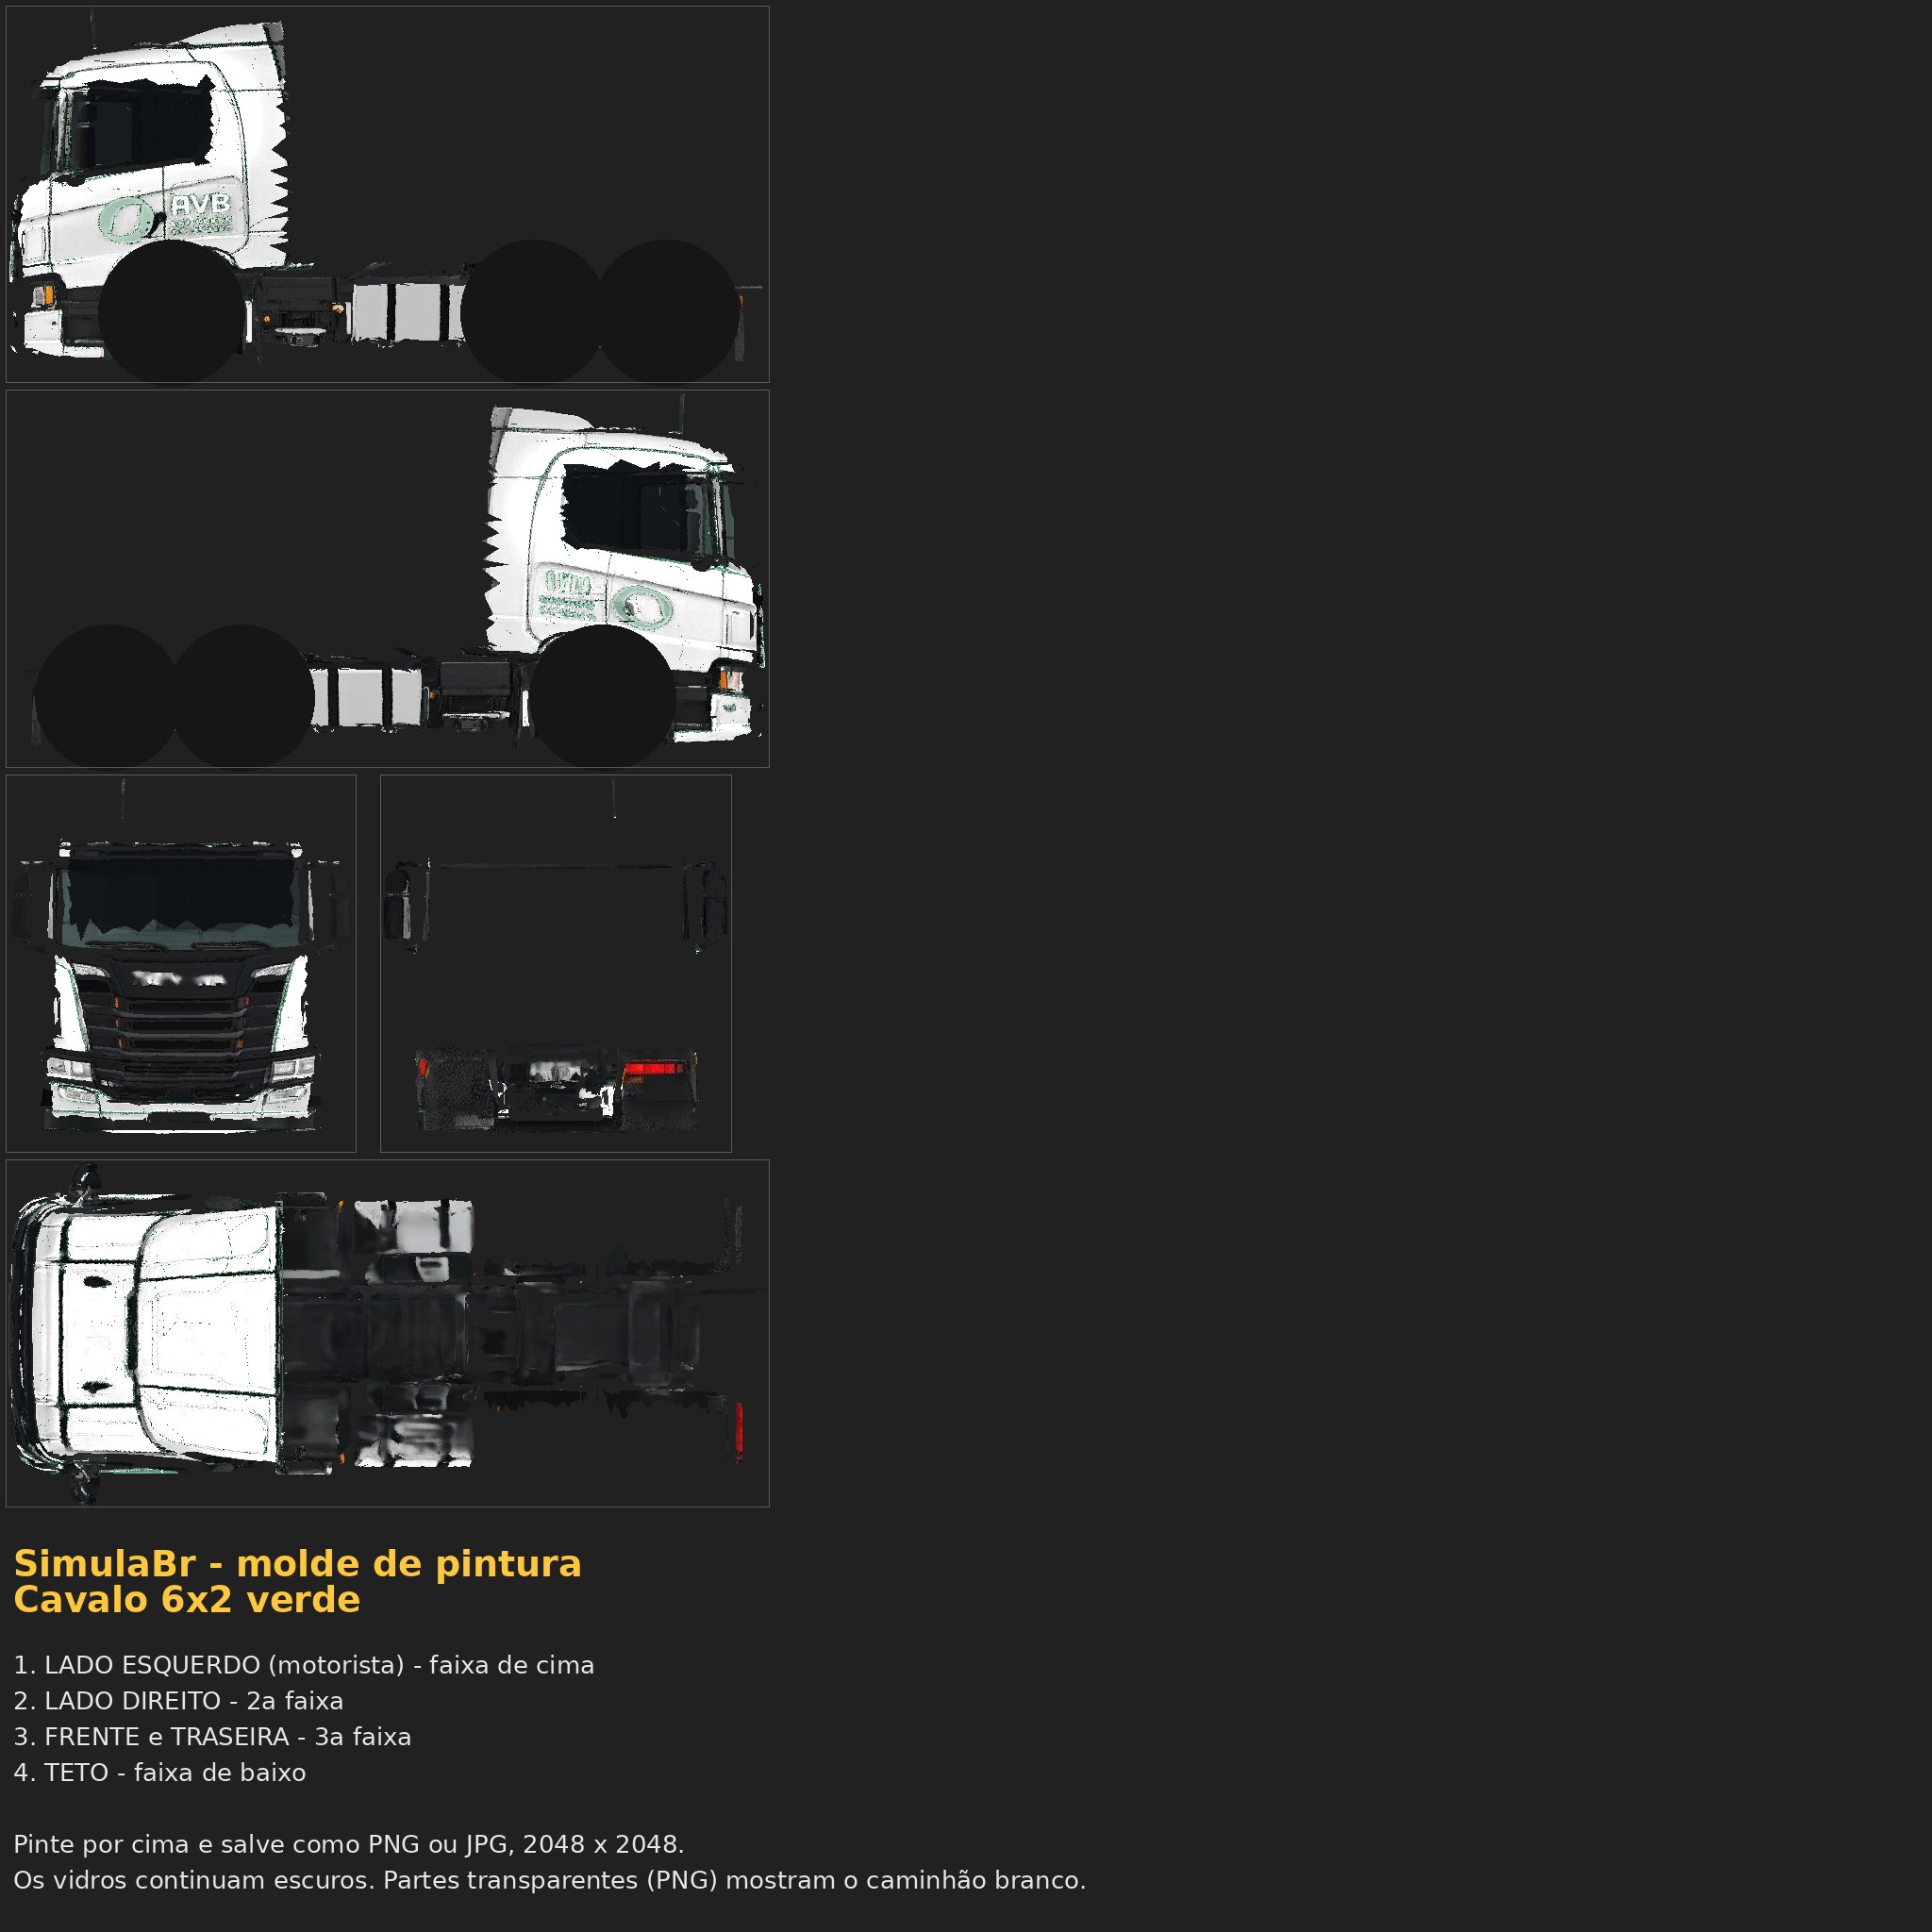 AVB
SimulaBr - molde de pintura
Cavalo 6x2 verde
1. LADO ESQUERDO (motorista) - faixa de cima
2. LADO DIREITO - 2a faixa
3. FRENTE e TRASEIRA - 3a faixa
4. TETO - faixa de baixo
Pinte por cima e salve como PNG ou JPG, 2048 x 2048.
Os vidros continuam escuros. Partes transparentes (PNG) mostram o caminhão branco.